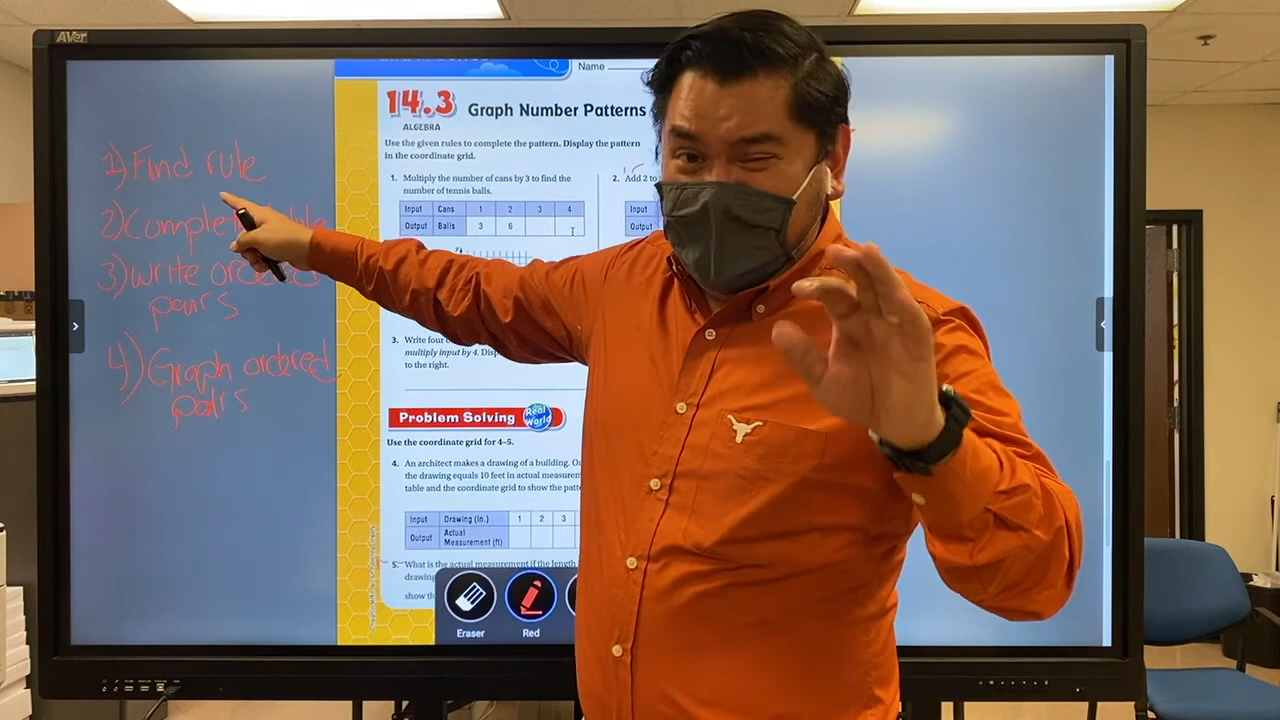 AVer
1) Find rule
2) Complete
3) write ordered
pairs
4) Graph ordered
pairs
Name
14.3
ALGEBRA
Graph Number Patterns
Use the given rules to complete the pattern. Display the pattern
in the coordinate grid.
1. Multiply the number of cans by 3 to find the
number of tennis balls.
Input Cans 1 2 3 4
Output Balls 3 6
2. Add 2 to
Input
Output
3. Write four
multiply input by 4.
to the right.
Problem Solving Real World
Use the coordinate grid for 4–5.
4. An architect makes a drawing of a building.
the drawing equals 10 feet in actual
table and the coordinate grid to show the
Input Drawing (in.) 1 2 3
Output Actual
Measurement (ft)
5. What is the actual measurement if the length
drawing
show
Eraser Red